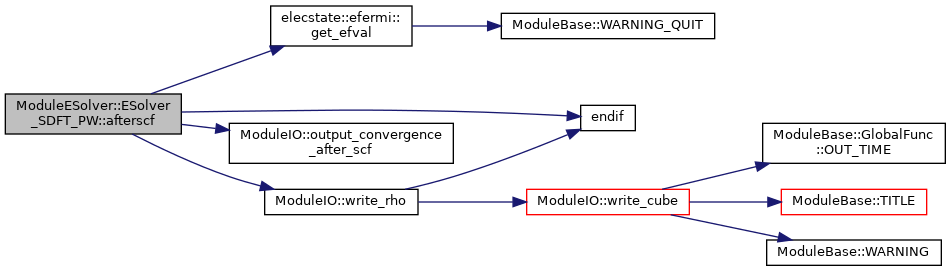 ModuleESolver::ESolver
_SDFT_PW::afterscf
elecstate::efermi::
get_efval
ModuleBase::WARNING_QUIT
endif
ModuleIO::output_convergence
_after_scf
ModuleIO::write_rho
ModuleIO::write_cube
ModuleBase::GlobalFunc
::OUT_TIME
ModuleBase::TITLE
ModuleBase::WARNING